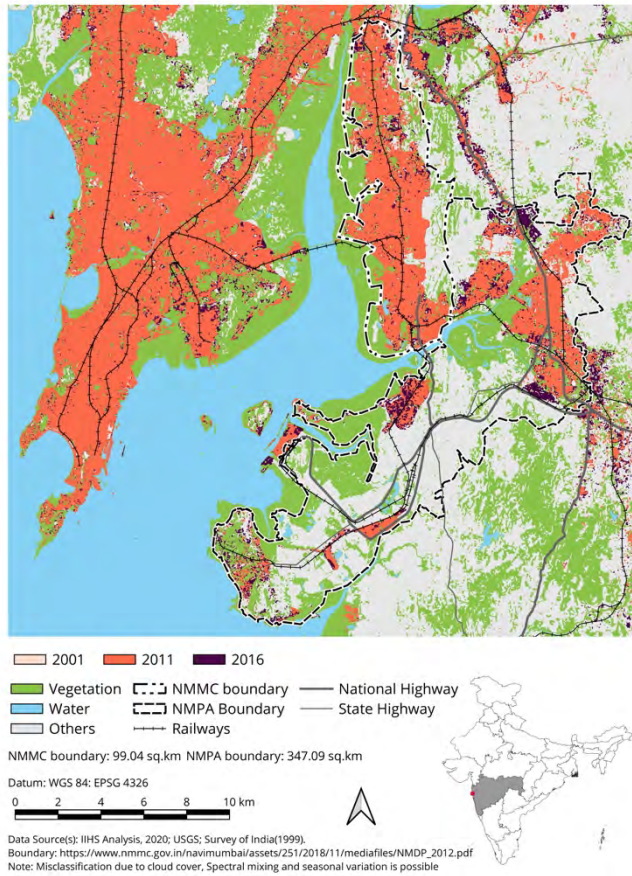 2001 2011 2016
Vegetation NMMC boundary National Highway
Water NMPA Boundary State Highway
Others Railways
NMMC boundary: 99.04 sq.km NMPA boundary: 347.09 sq.km
Datum: WGS 84: EPSG 4326
0 2 4 6 8 10 km
Data Source(s): IIHS Analysis, 2020; USGS; Survey of India(1999).
Boundary: https://www.nmmc.gov.in/navimumbai/assets/251/2018/11/mediafiles/NMDP_2012.pdf
Note: Misclassification due to cloud cover, Spectral mixing and seasonal variation is possible